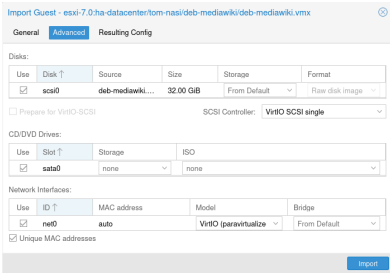 Import Guest - esxi-7.0:ha-datacenter/tom-nasi/deb-mediawiki/deb-mediawiki.vmx
General Advanced Resulting Config
Disks:
Use Disk ↑ Source Size Storage Format
scsi0 deb-mediawiki.... 32.00 GiB From Default Raw disk image
Prepare for VirtIO-SCSI SCSI Controller: VirtIO SCSI single
CD/DVD Drives:
Use Slot ↑ Storage ISO
sata0 none none
Network Interfaces:
Use ID ↑ MAC address Model Bridge
net0 auto VirtIO (paravirtualize From Default
Unique MAC addresses
Import